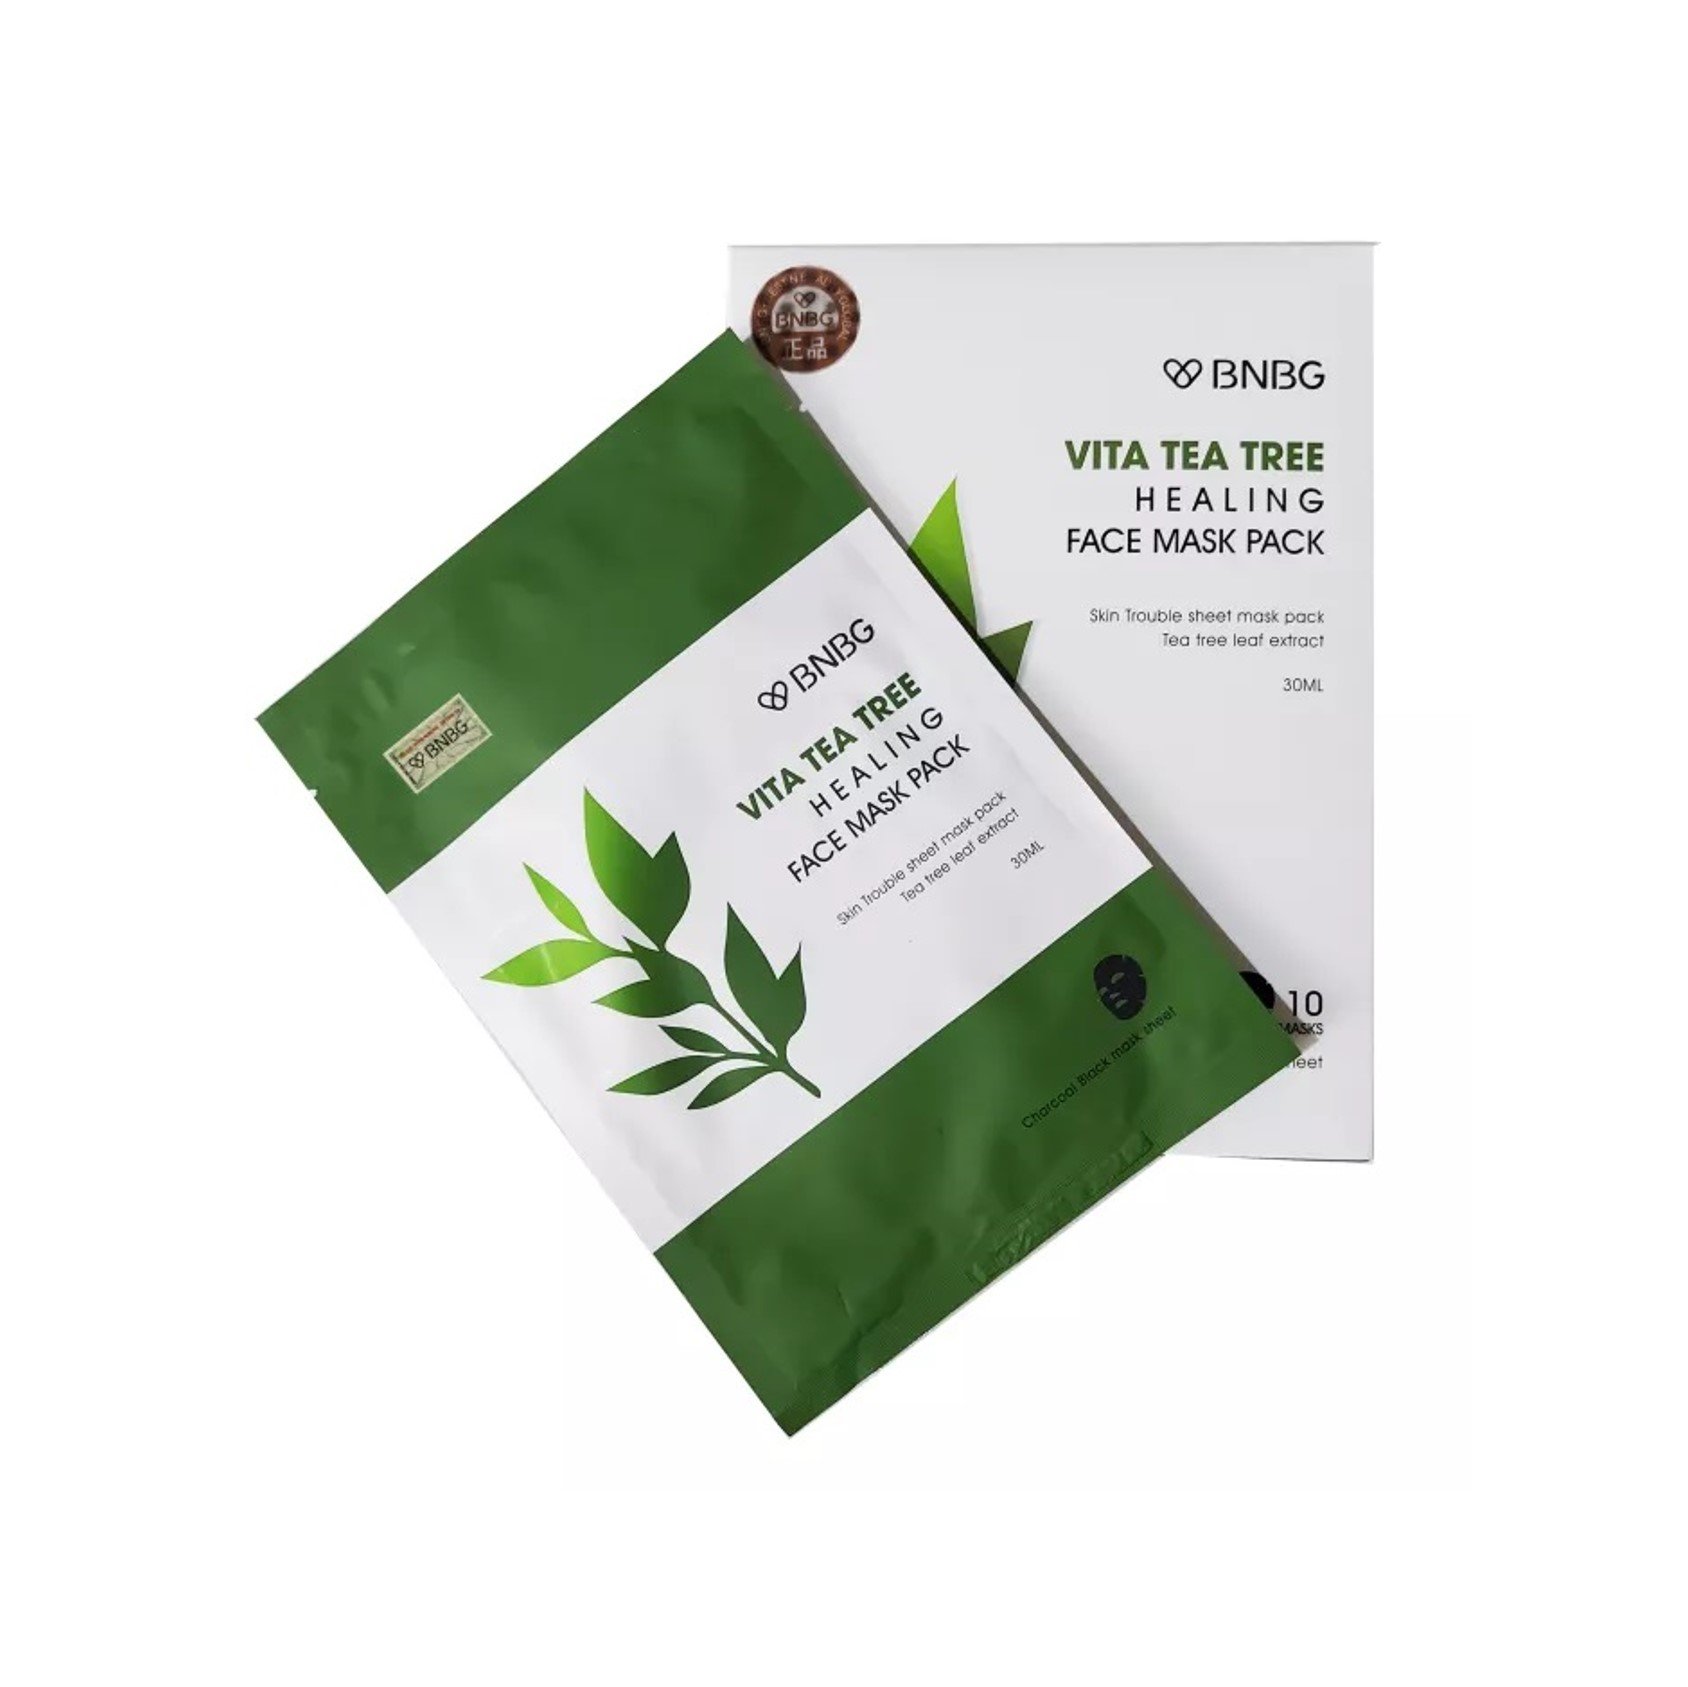 BNBG
正品
BNBG
VITA TEA TREE
HEALING
FACE MASK PACK
Skin Trouble sheet mask pack
Tea tree leaf extract
30ML
10
MASKS
BNBG
BNBG
VITA TEA TREE
HEALING
FACE MASK PACK
Skin Trouble sheet mask pack
Tea tree leaf extract
30ML
Charcoal Black mask sheet